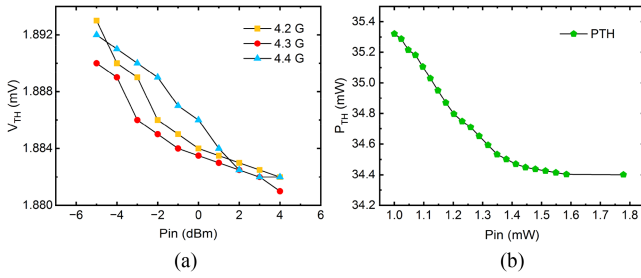 1.892
1.888
1.884
1.880
V_TH (mV)
4.2 G
4.3 G
4.4 G
−6 −4 −2 0 2 4 6
Pin (dBm)
(a)
35.4
35.2
35.0
34.8
34.6
34.4
34.2
P_TH (mW)
PTH
1.0 1.1 1.2 1.3 1.4 1.5 1.6 1.7 1.8
Pin (mW)
(b)